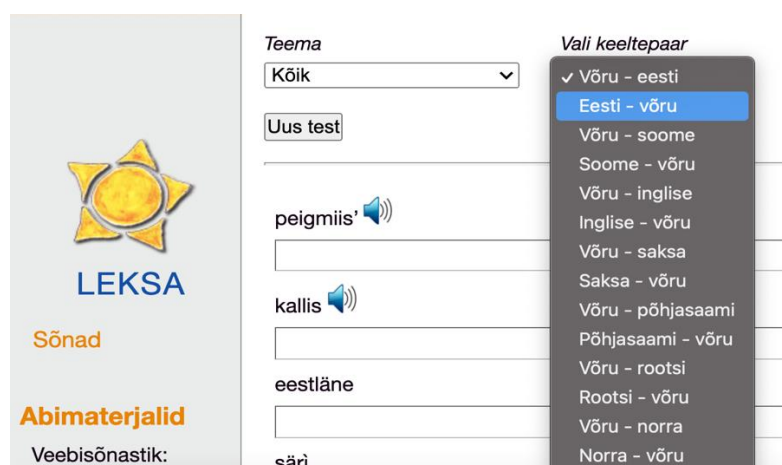 Teema
Kõik
Uus test
Vali keeltepaar
✓ Võru - eesti
Eesti - võru
Võru - soome
Soome - võru
Võru - inglise
Inglise - võru
Võru - saksa
Saksa - võru
Võru - põhjasaami
Põhjasaami - võru
Võru - rootsi
Rootsi - võru
Võru - norra
Norra - võru
LEKSA
Sõnad
Abimaterjalid
Veebisõnastik:
peigmiis'
kallis
eestläne
särì